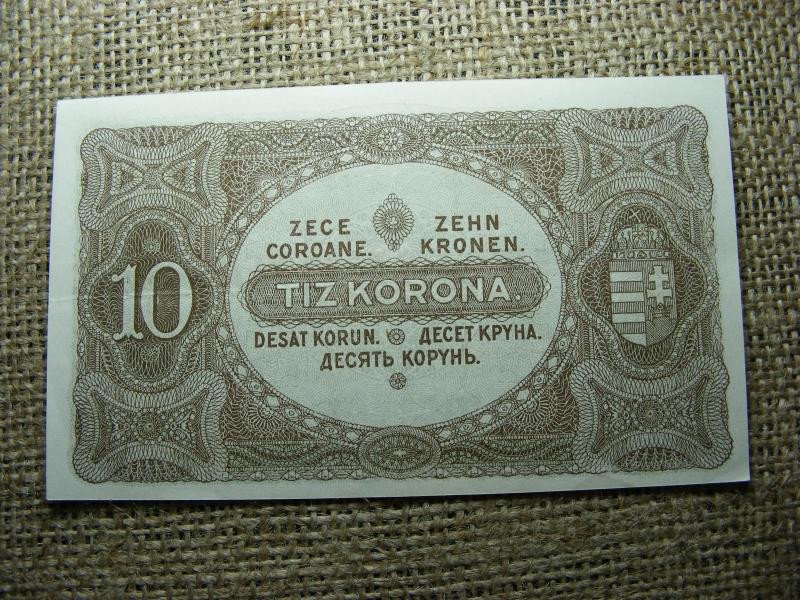 ZECE
COROANE.
ZEHN
KRONEN.
10
TIZ KORONA.
DESAT KORUN. ДЕСЕТ КРУНА.
ДЕСЯТЬ КОРУНЬ.